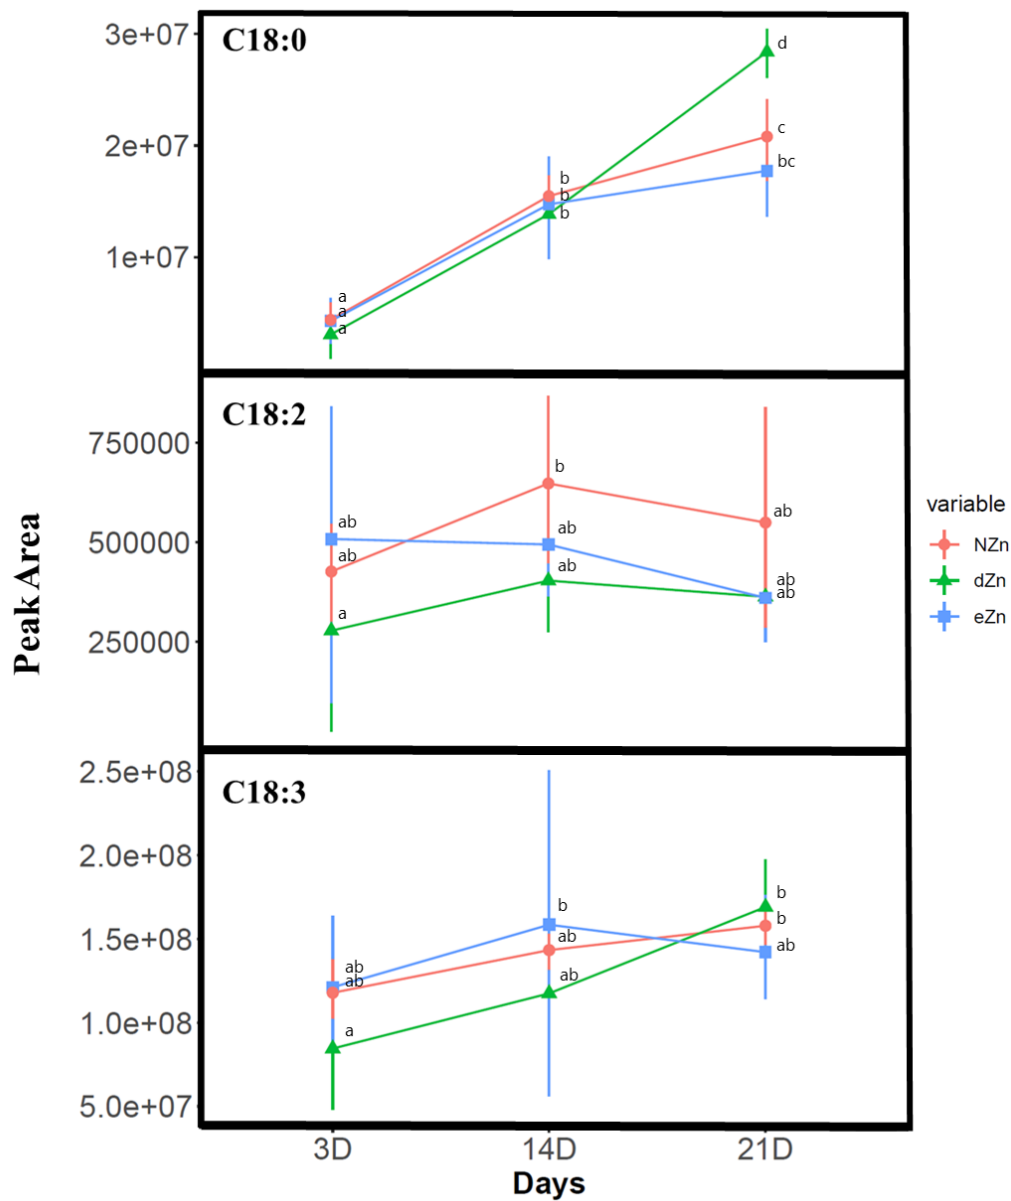 C18:0
3e+07
2e+07
1e+07
d
c
bc
b
b
b
a
a
a
C18:2
750000
500000
250000
b
ab
ab
ab
ab
ab
a
ab
ab
C18:3
2.5e+08
2.0e+08
1.5e+08
1.0e+08
5.0e+07
b
b
b
ab
ab
ab
ab
ab
a
Peak Area
3D
14D
21D
Days
variable
NZn
dZn
eZn